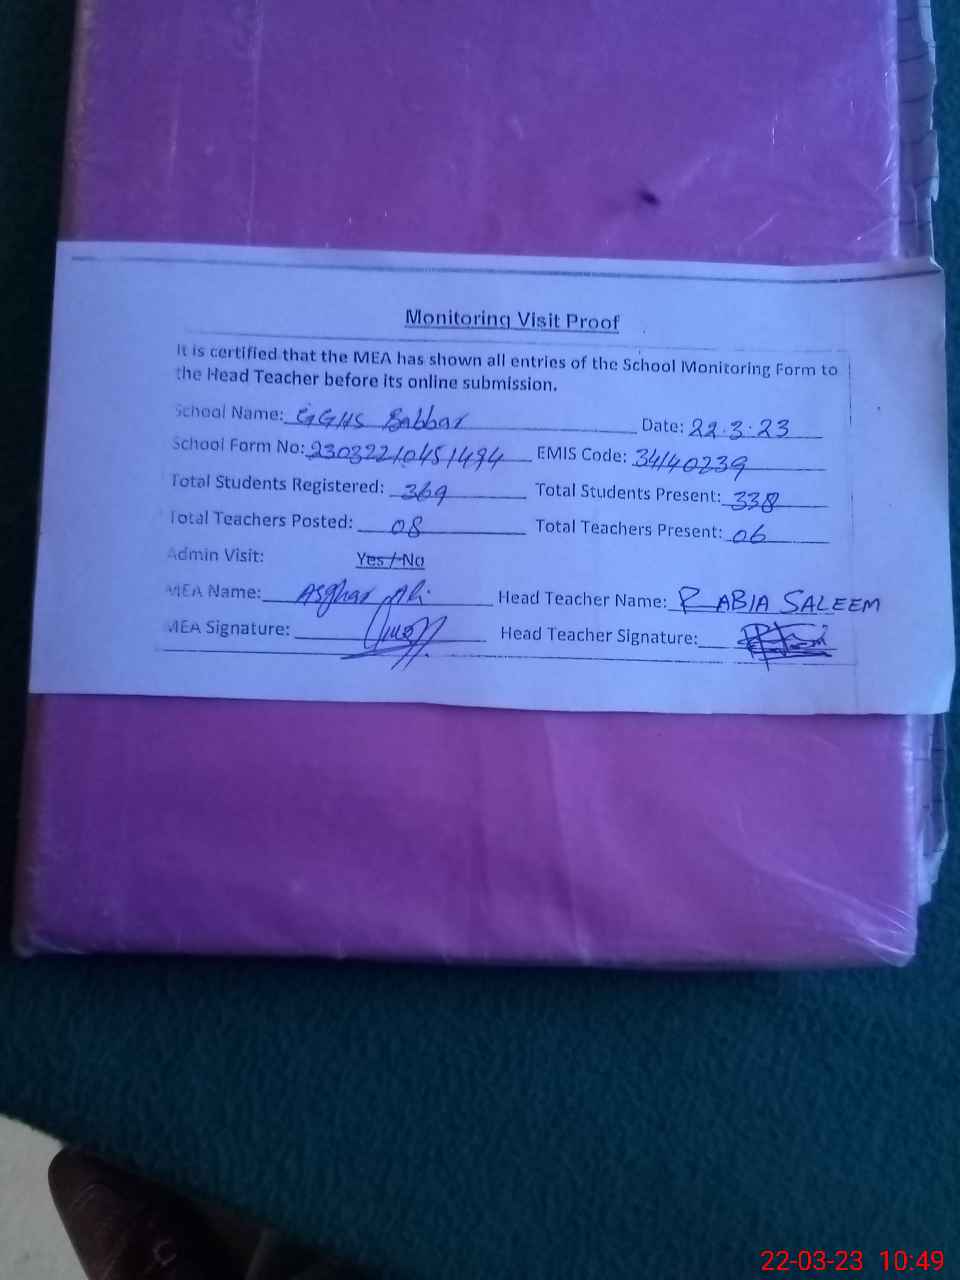 Monitoring Visit Proof
It is certified that the MEA has shown all entries of the School Monitoring Form to
the Head Teacher before its online submission.
School Name: GGHS Babbar Date: 22.3.23
School Form No: 23032210451494 EMIS Code: 34140239
Total Students Registered: 369 Total Students Present: 338
Total Teachers Posted: 08 Total Teachers Present: 06
Admin Visit: Yes / No
MEA Name: Asghar Ali Head Teacher Name: RABIA SALEEM
MEA Signature: Head Teacher Signature:
22-03-23 10:49